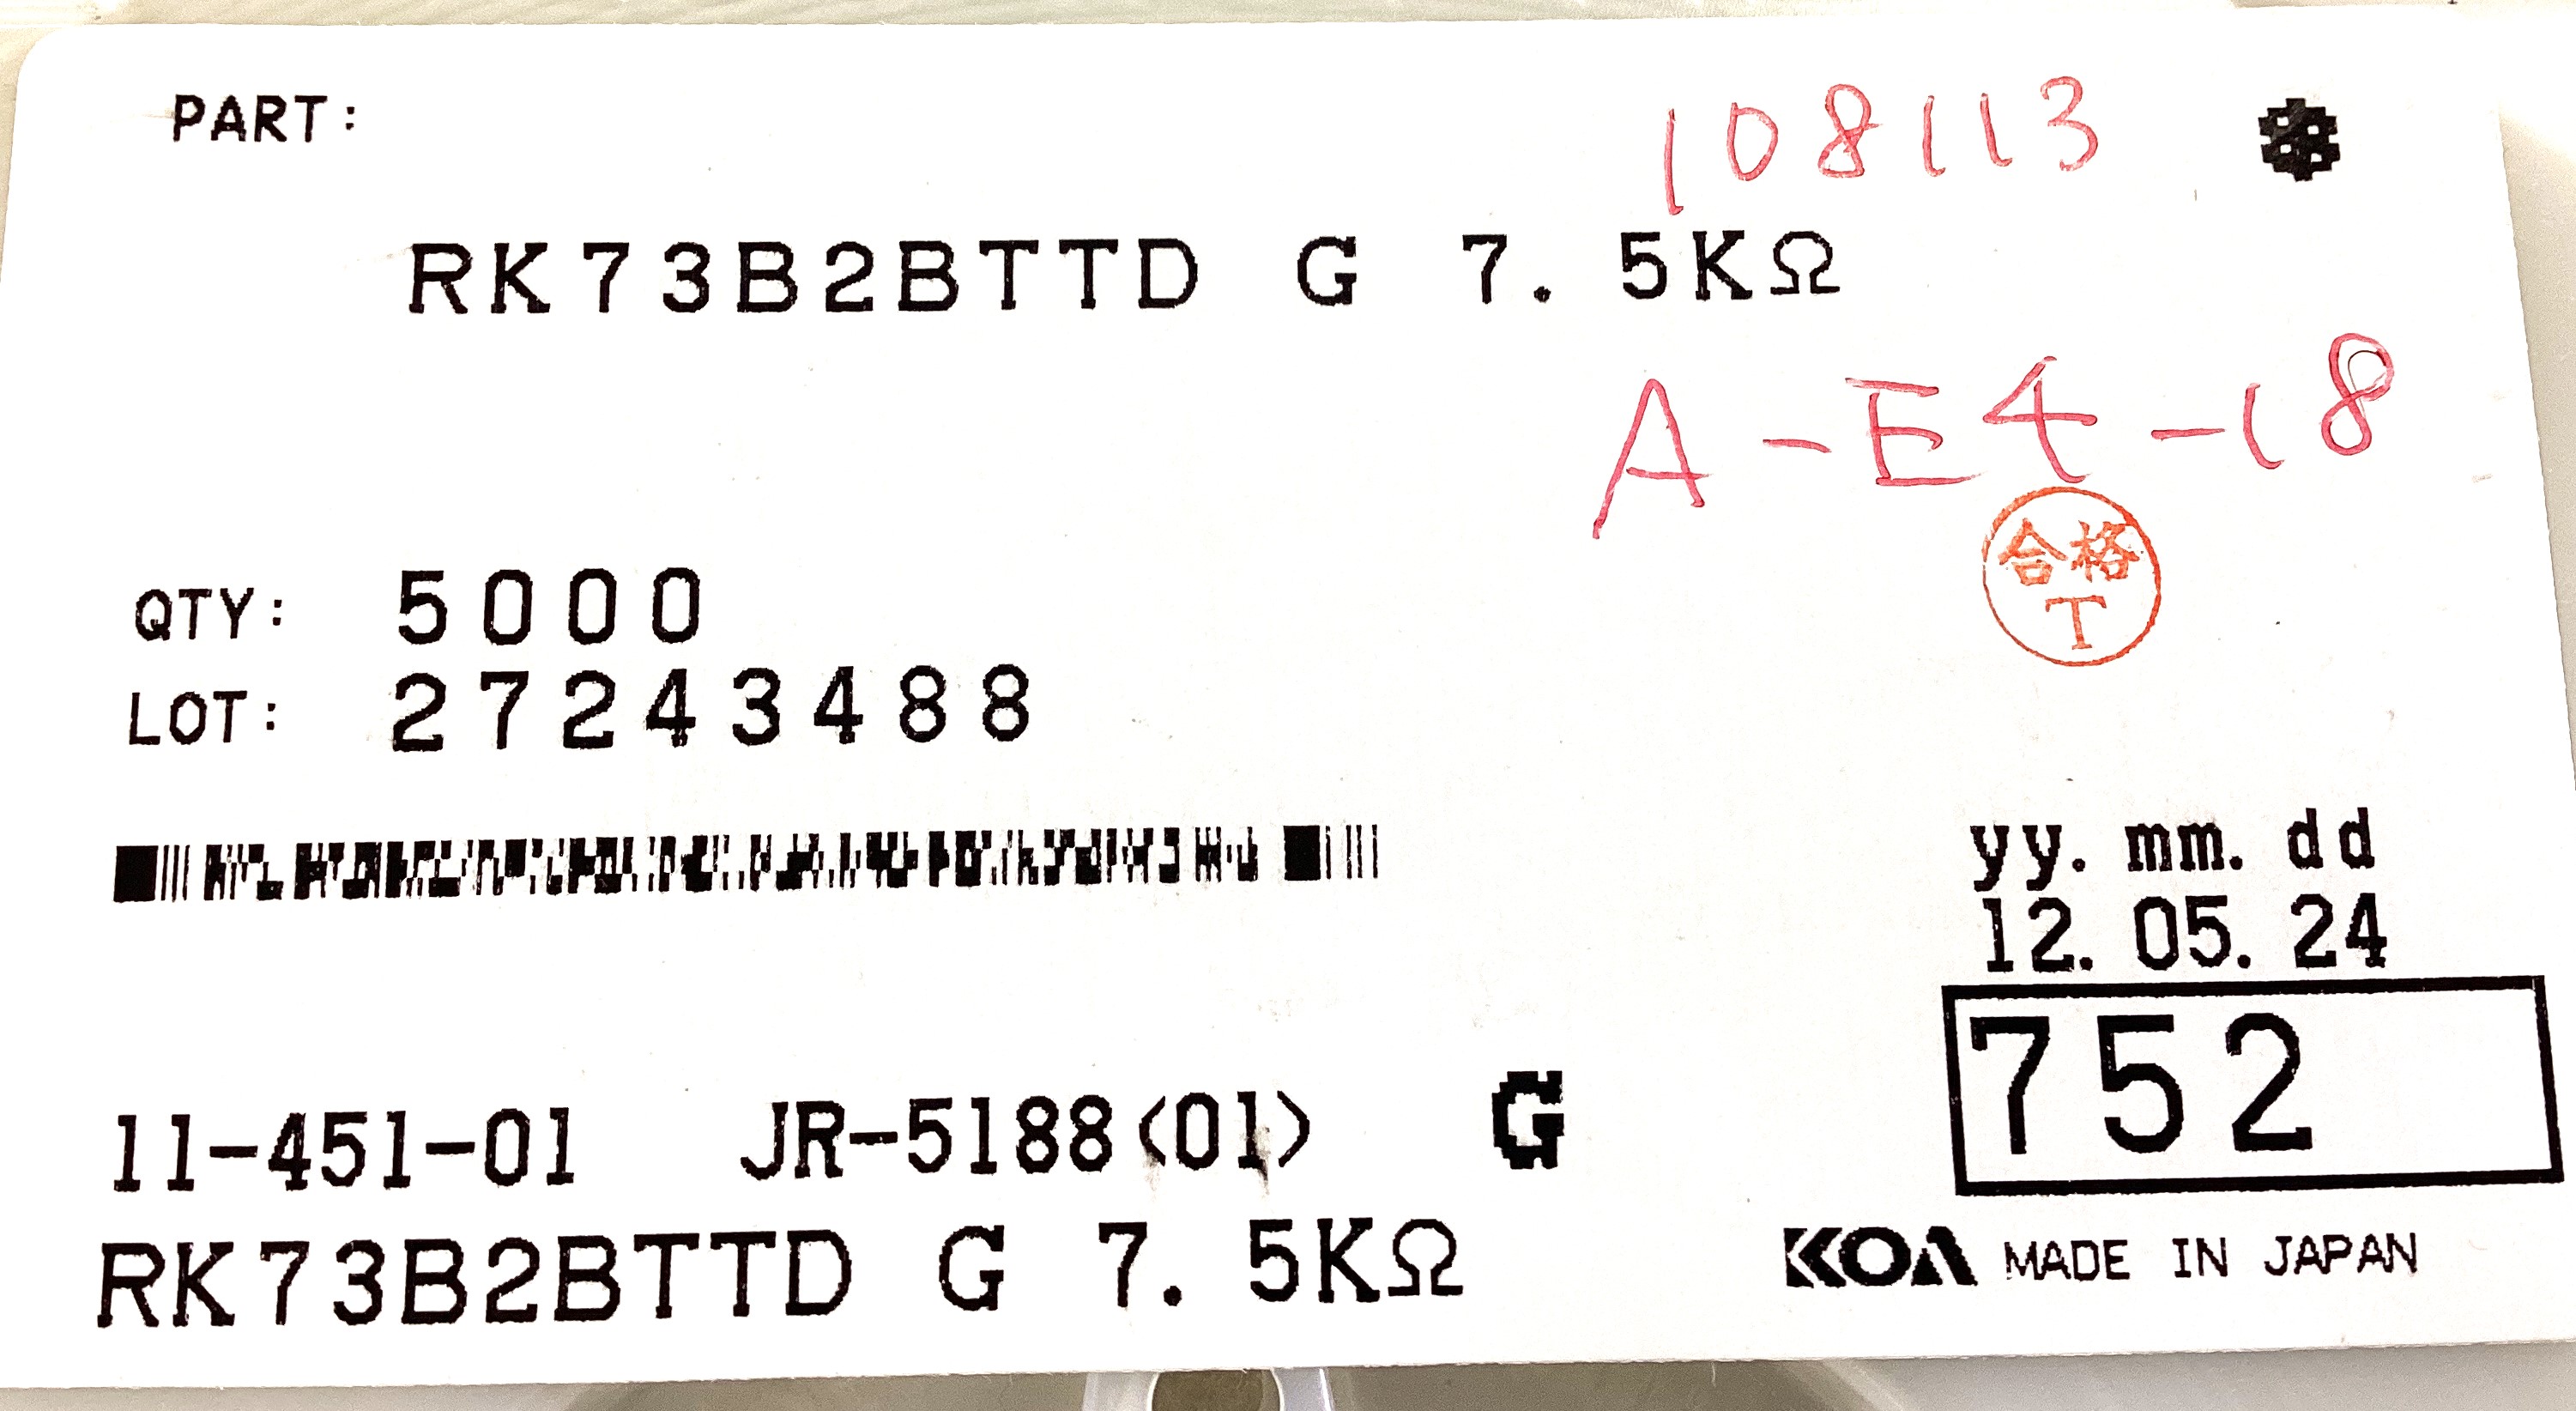 PART:
108113
RK73B2BTTD G 7.5KΩ
A-E4-18
合格
T
QTY: 5000
LOT: 27243488
yy.mm.dd
12.05.24
752
11-451-01 JR-5188<01> G
RK73B2BTTD G 7.5KΩ
KOA MADE IN JAPAN